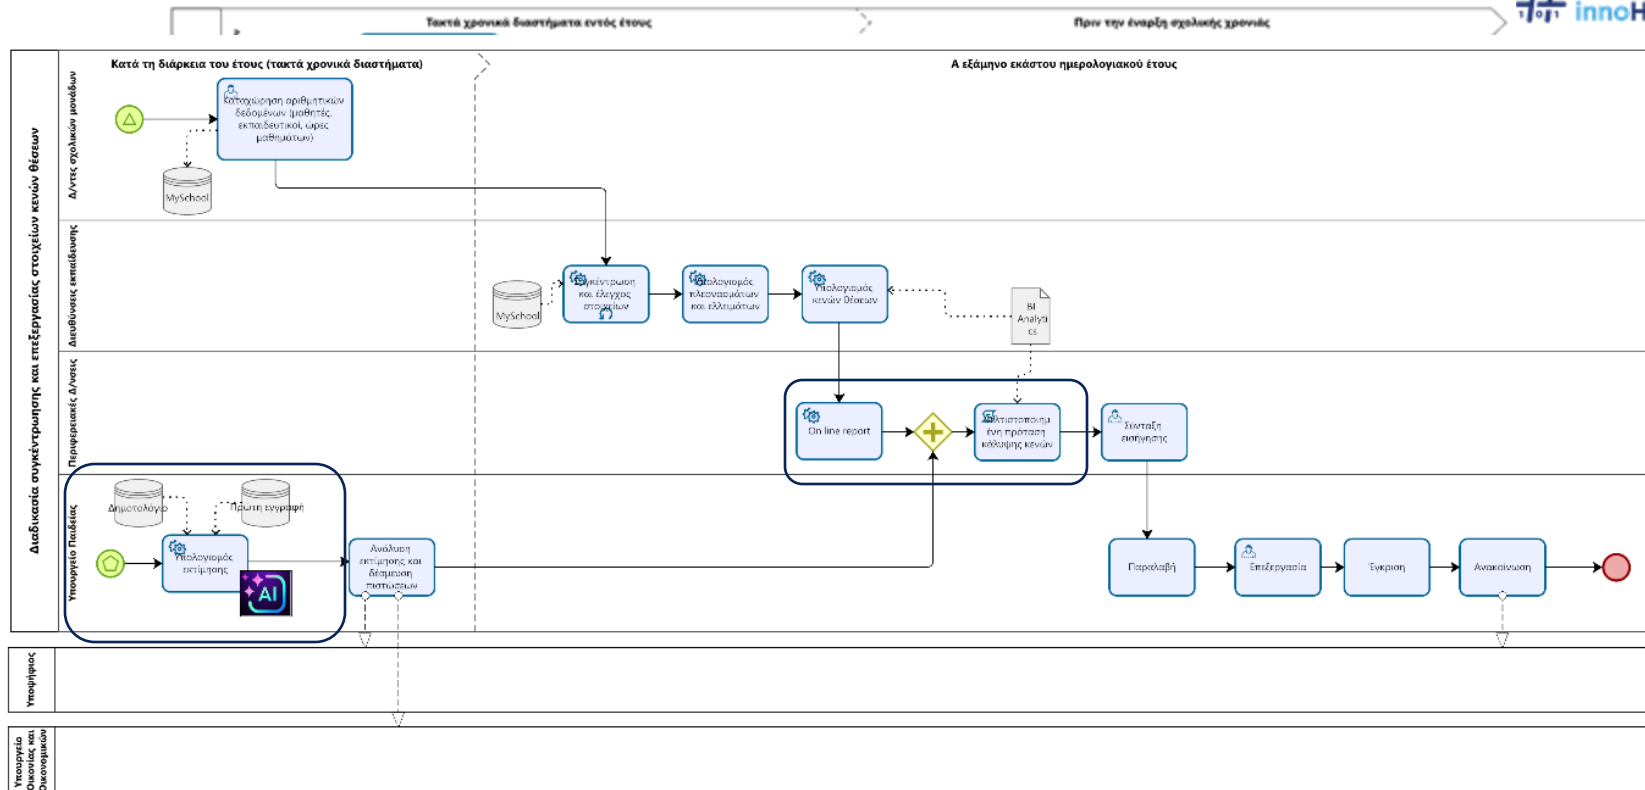 Τακτά χρονικά διαστήματα εντός έτους
Πριν την έναρξη σχολικής χρονιάς
innoH
Διαδικασία συγκέντρωσης και επεξεργασίας στοιχείων κενών θέσεων
Κατά τη διάρκεια του έτους (τακτά χρονικά διαστήματα)
Α εξάμηνο εκάστου ημερολογιακού έτους
Δ/ντες σχολικών μονάδων
Καταχώρηση αριθμητικών
δεδομένων (μαθητές,
εκπαιδευτικοί, ώρες
μαθημάτων)
MySchool
Διευθύνσεις εκπαίδευσης
MySchool
Συγκέντρωση
και έλεγχος
στοιχείων
Υπολογισμός
πλεονασμάτων
και ελλειμάτων
Υπολογισμός
κενών θέσεων
BI
Analyti
cs
Περιφερειακές Δ/νσεις
On line report
Βελτιστοποιημ
ένη πρόταση
κάλυψης κενών
Σύνταξη
εισήγησης
Υπουργείο Παιδείας
Δημοτολόγιο
Πρώτη εγγραφή
Υπολογισμός
εκτίμησης
AI
Ανάλυση
εκτίμησης και
δέσμευση
πιστώσεων
Παραλαβή
Επεξεργασία
Έγκριση
Ανακοίνωση
Υποψήφιος
Υπουργείο
Οικονίας και
Οικονομικών